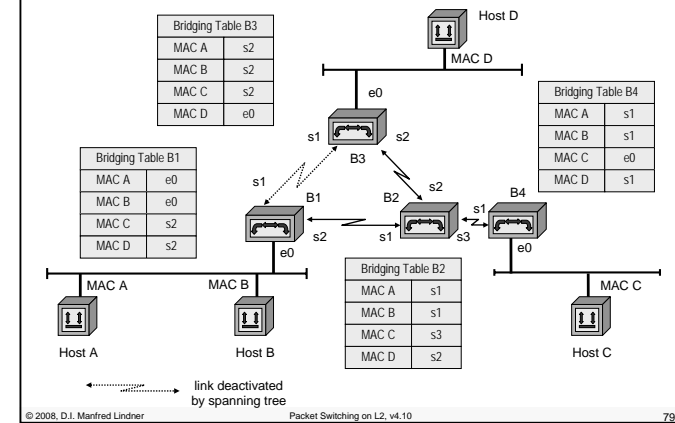 Host D
Bridging Table B3
MAC A s2
MAC B s2
MAC C s2
MAC D e0
MAC D
e0
Bridging Table B4
MAC A s1
MAC B s1
MAC C e0
MAC D s1
s1
s2
B3
Bridging Table B1
MAC A e0
MAC B e0
MAC C s2
MAC D s2
s1
B1
B2
s2
s1
B4
s2
s1
s3
e0
e0
MAC A
MAC B
Bridging Table B2
MAC A s1
MAC B s1
MAC C s3
MAC D s2
MAC C
Host A
Host B
Host C
link deactivated
by spanning tree
© 2008, D.I. Manfred Lindner
Packet Switching on L2, v4.10
79